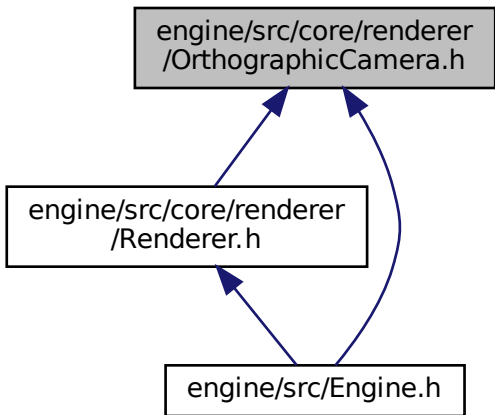 engine/src/core/renderer
/OrthographicCamera.h
engine/src/core/renderer
/Renderer.h
engine/src/Engine.h